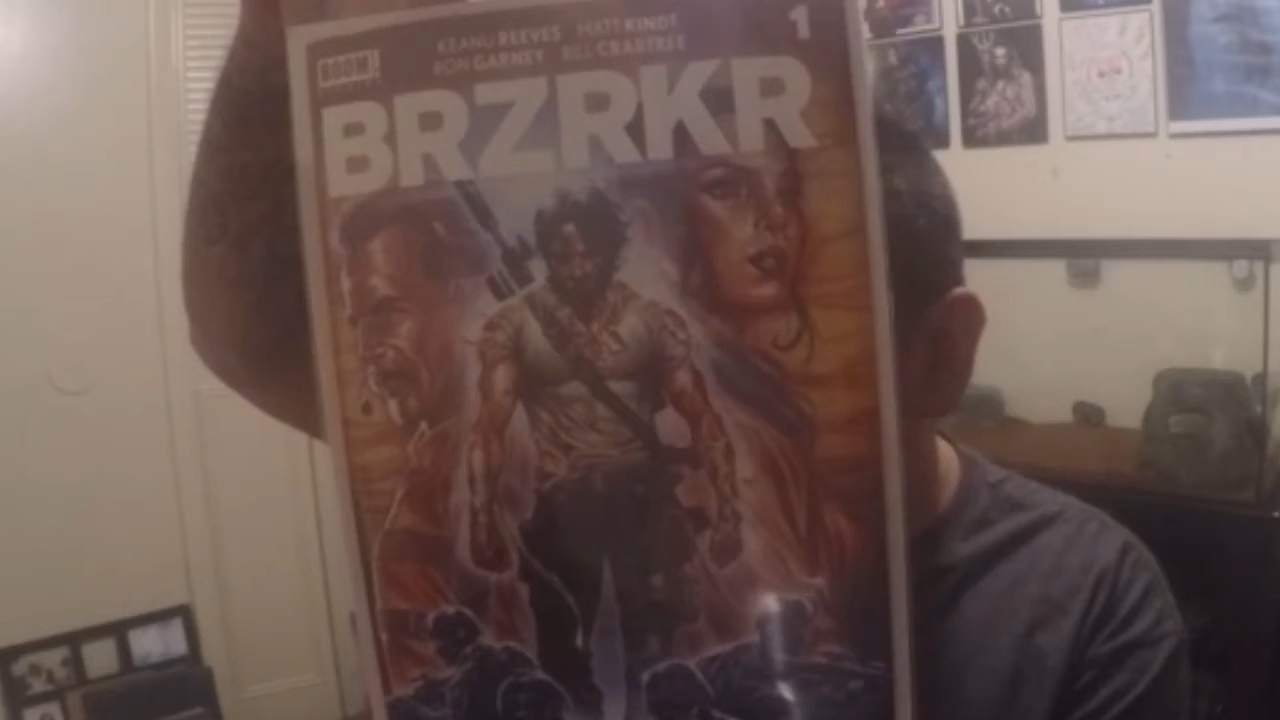 KEANU REEVES MATT KINDT 1
RON GARNEY BILL CRABTREE
BOOM!
BRZRKR